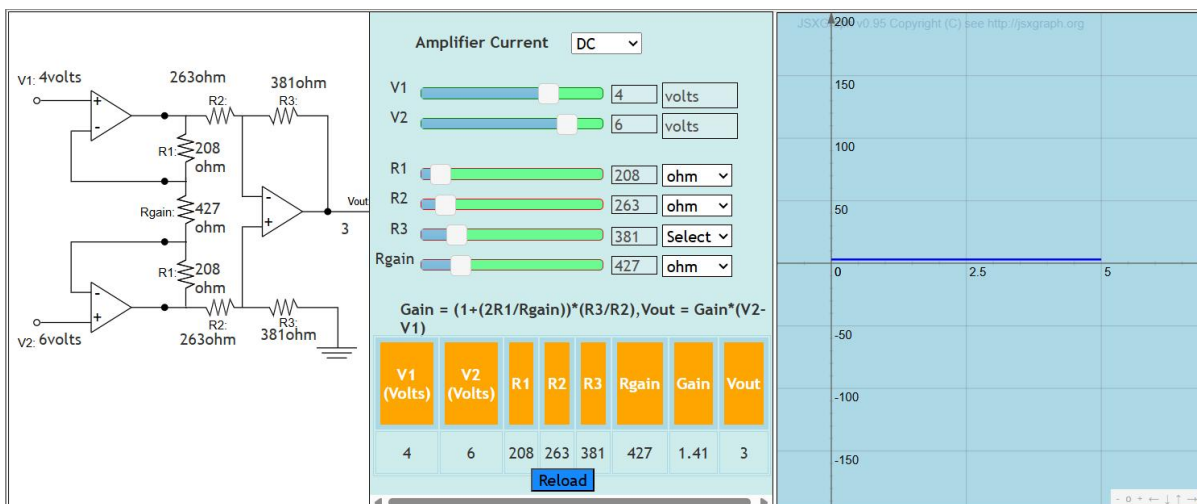 V1: 4volts
263ohm
R2:
381ohm
R3:
+
-
R1:
208
ohm
Rgain:
427
ohm
-
+
Vout
3
R1:
208
ohm
-
+
R2:
263ohm
R3:
381ohm
V2: 6volts
Amplifier Current DC
V1 4 volts
V2 6 volts
R1 208 ohm
R2 263 ohm
R3 381 Select
Rgain 427 ohm
Gain = (1+(2R1/Rgain))*(R3/R2),Vout = Gain*(V2-
V1)
V1 (Volts) V2 (Volts) R1 R2 R3 Rgain Gain Vout
4 6 208 263 381 427 1.41 3
Reload
v0.95 Copyright (C) see http://jsxgraph.org
200
150
100
50
0 2.5 5
-50
-100
-150
- o + ← ↓ ↑ →